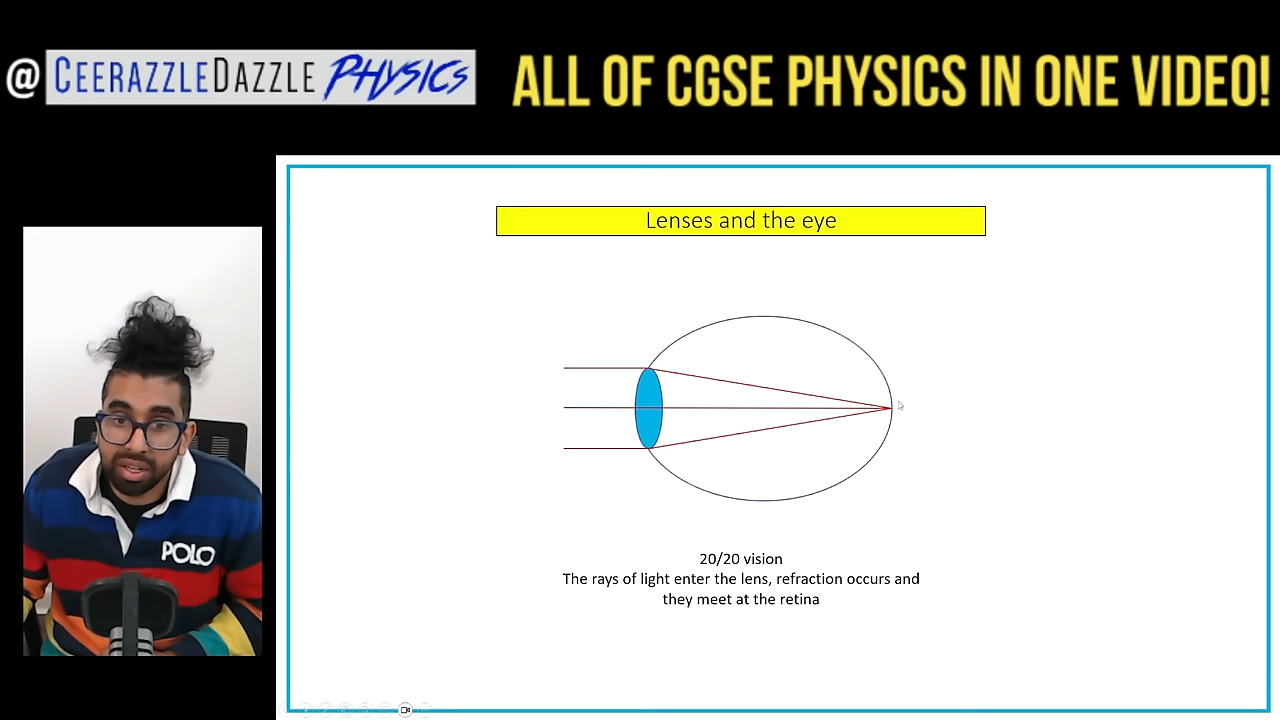 @ CEERAZZLEDAZZLE PHYSICS
ALL OF CGSE PHYSICS IN ONE VIDEO!
Lenses and the eye
POLO
20/20 vision
The rays of light enter the lens, refraction occurs and
they meet at the retina